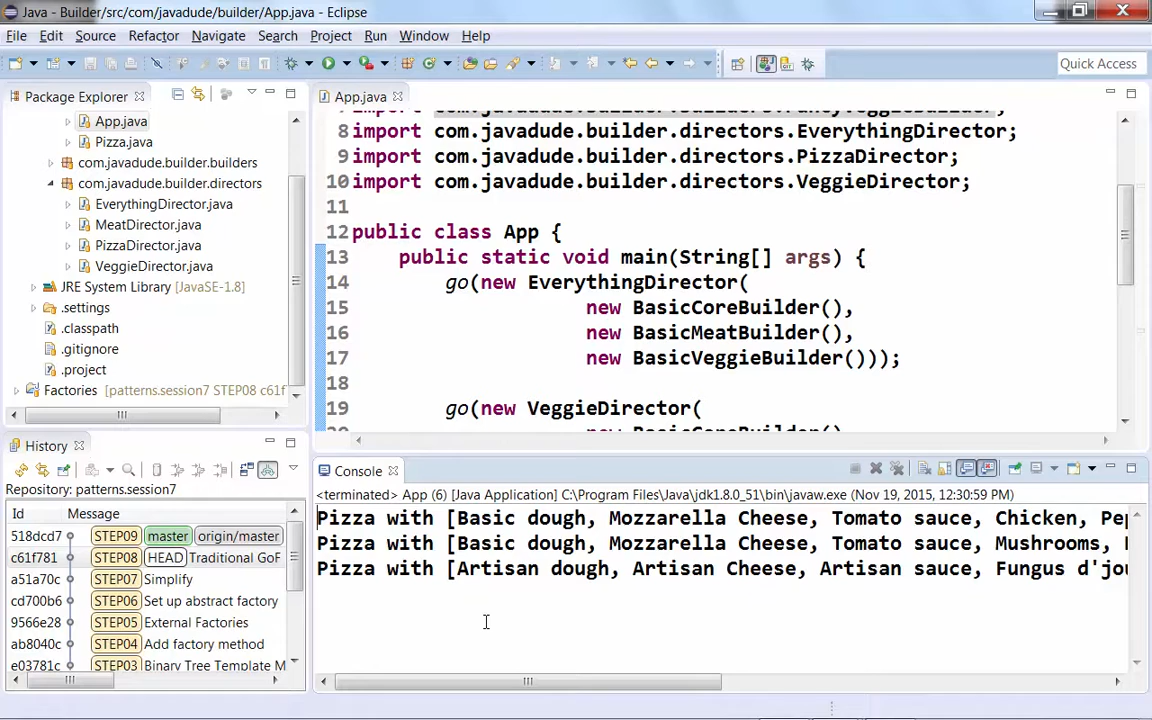 Java - Builder/src/com/javadude/builder/App.java - Eclipse
File Edit Source Refactor Navigate Search Project Run Window Help
Quick Access
Package Explorer
App.java
Pizza.java
com.javadude.builder.builders
com.javadude.builder.directors
EverythingDirector.java
MeatDirector.java
PizzaDirector.java
VeggieDirector.java
JRE System Library [JavaSE-1.8]
.settings
.classpath
.gitignore
.project
Factories [patterns.session7 STEP08 c61f
App.java
8 import com.javadude.builder.directors.EverythingDirector;
9 import com.javadude.builder.directors.PizzaDirector;
10 import com.javadude.builder.directors.VeggieDirector;
11
12 public class App {
13 public static void main(String[] args) {
14 go(new EverythingDirector(
15 new BasicCoreBuilder(),
16 new BasicMeatBuilder(),
17 new BasicVeggieBuilder()));
18
19 go(new VeggieDirector(
History
Repository: patterns.session7
Id Message
518dcd7 STEP09 master origin/master
c61f781 STEP08 HEAD Traditional GoF
a51a70c STEP07 Simplify
cd700b6 STEP06 Set up abstract factory
9566e28 STEP05 External Factories
ab8040c STEP04 Add factory method
e03781c STEP03 Binary Tree Template M
Console
<terminated> App (6) [Java Application] C:\Program Files\Java\jdk1.8.0_51\bin\javaw.exe (Nov 19, 2015, 12:30:59 PM)
Pizza with [Basic dough, Mozzarella Cheese, Tomato sauce, Chicken, Pep
Pizza with [Basic dough, Mozzarella Cheese, Tomato sauce, Mushrooms,
Pizza with [Artisan dough, Artisan Cheese, Artisan sauce, Fungus d'jou